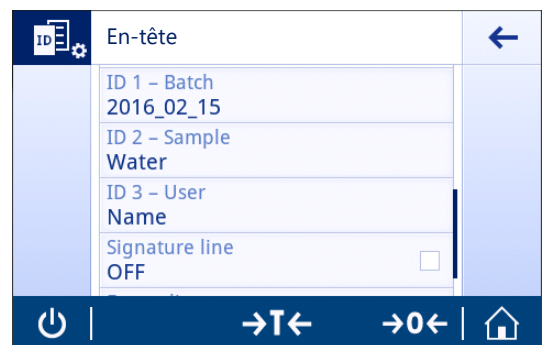 ID
En-tête
ID 1 – Batch
2016_02_15
ID 2 – Sample
Water
ID 3 – User
Name
Signature line
OFF
→T←
→0←